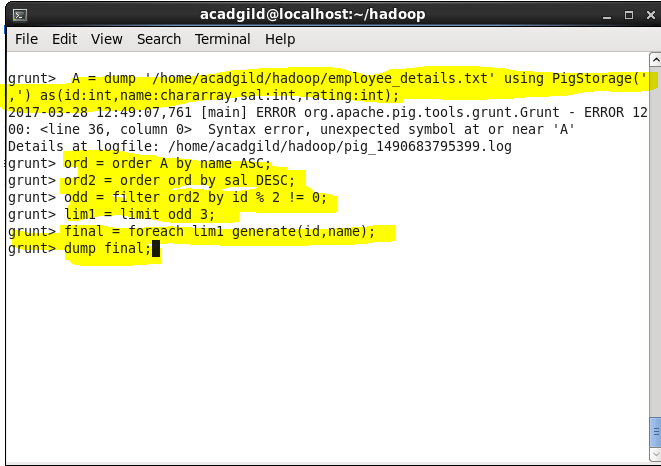 acadgild@localhost:~/hadoop
File Edit View Search Terminal Help
grunt>  A = dump '/home/acadgild/hadoop/employee_details.txt' using PigStorage('
,') as(id:int,name:chararray,sal:int,rating:int);
2017-03-28 12:49:07,761 [main] ERROR org.apache.pig.tools.grunt.Grunt - ERROR 12
00: <line 36, column 0>  Syntax error, unexpected symbol at or near 'A'
Details at logfile: /home/acadgild/hadoop/pig_1490683795399.log
grunt> ord = order A by name ASC;
grunt> ord2 = order ord by sal DESC;
grunt> odd = filter ord2 by id % 2 != 0;
grunt> lim1 = limit odd 3;
grunt> final = foreach lim1 generate(id,name);
grunt> dump final;